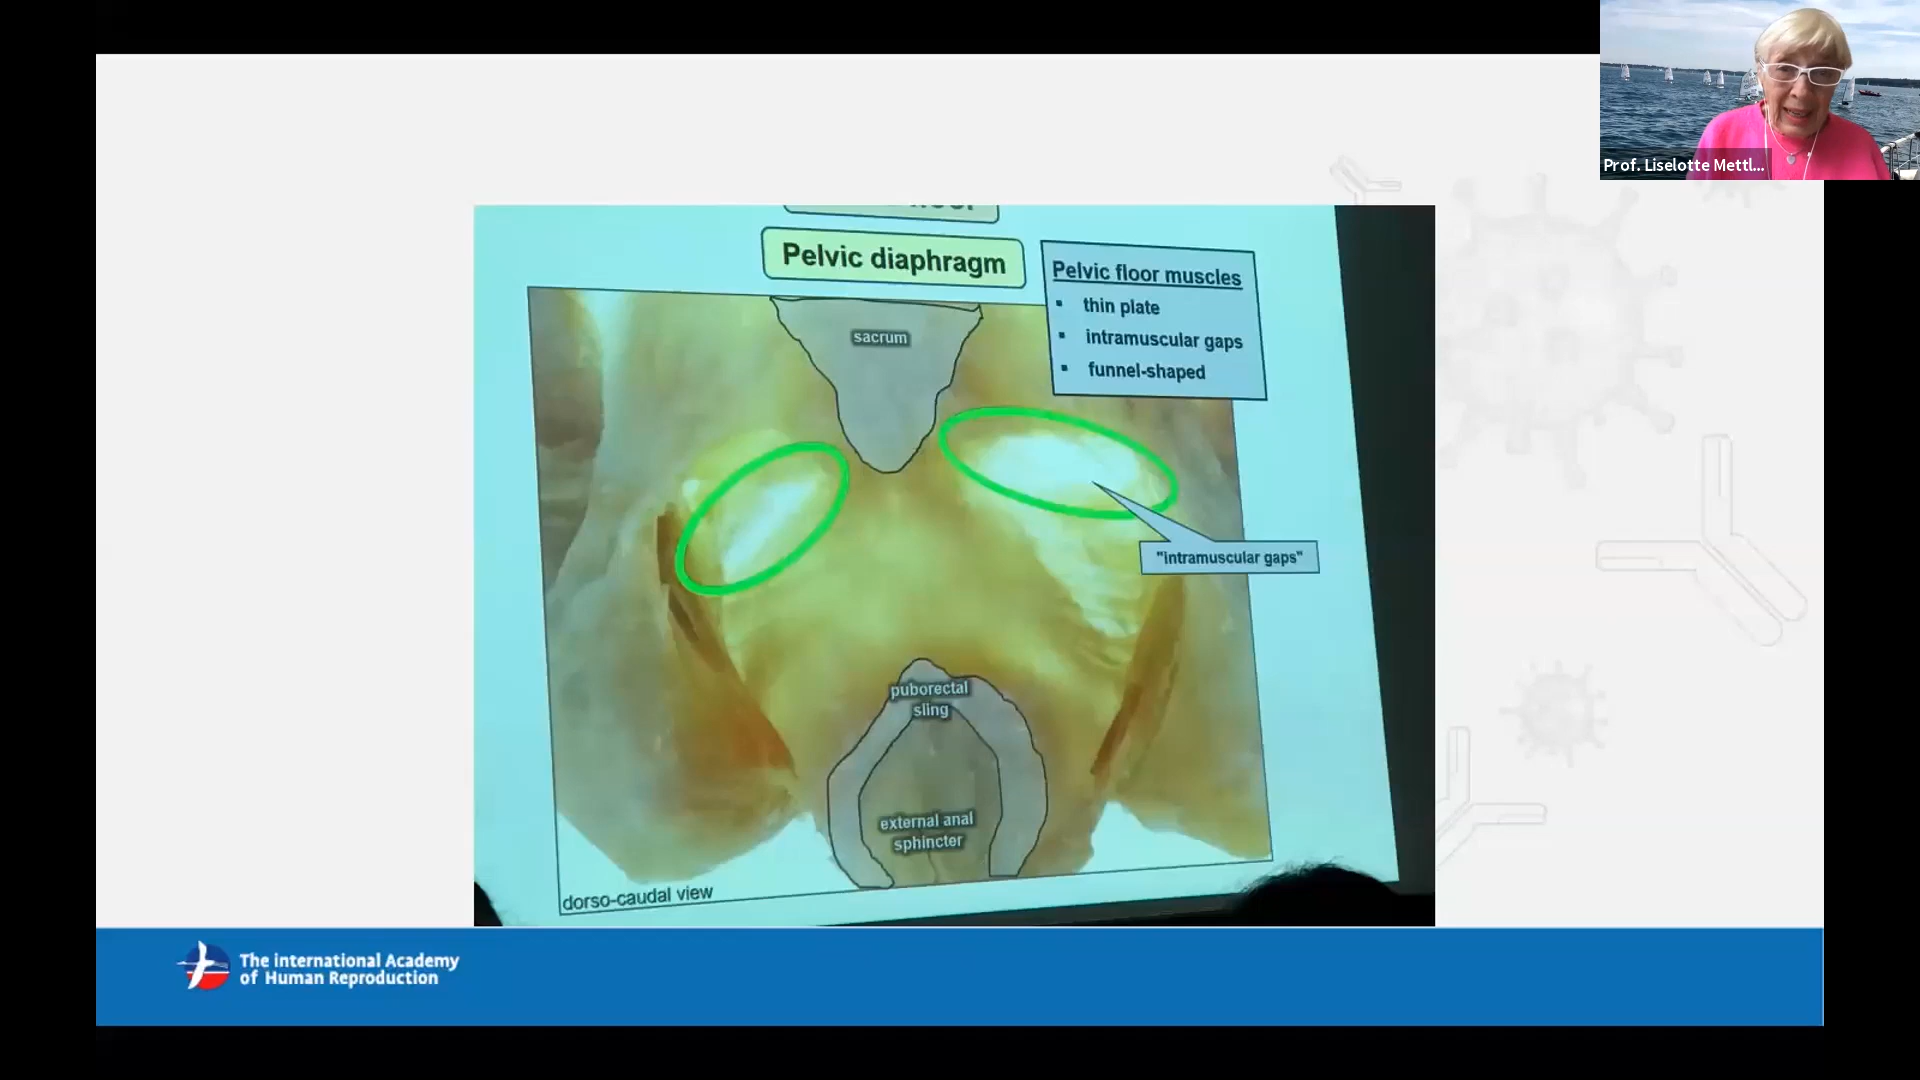 Prof. Liselotte Mettl...
Pelvic diaphragm
Pelvic floor muscles
▪ thin plate
▪ intramuscular gaps
▪ funnel-shaped
sacrum
"intramuscular gaps"
puborectal
sling
external anal
sphincter
dorso-caudal view
The international Academy
of Human Reproduction